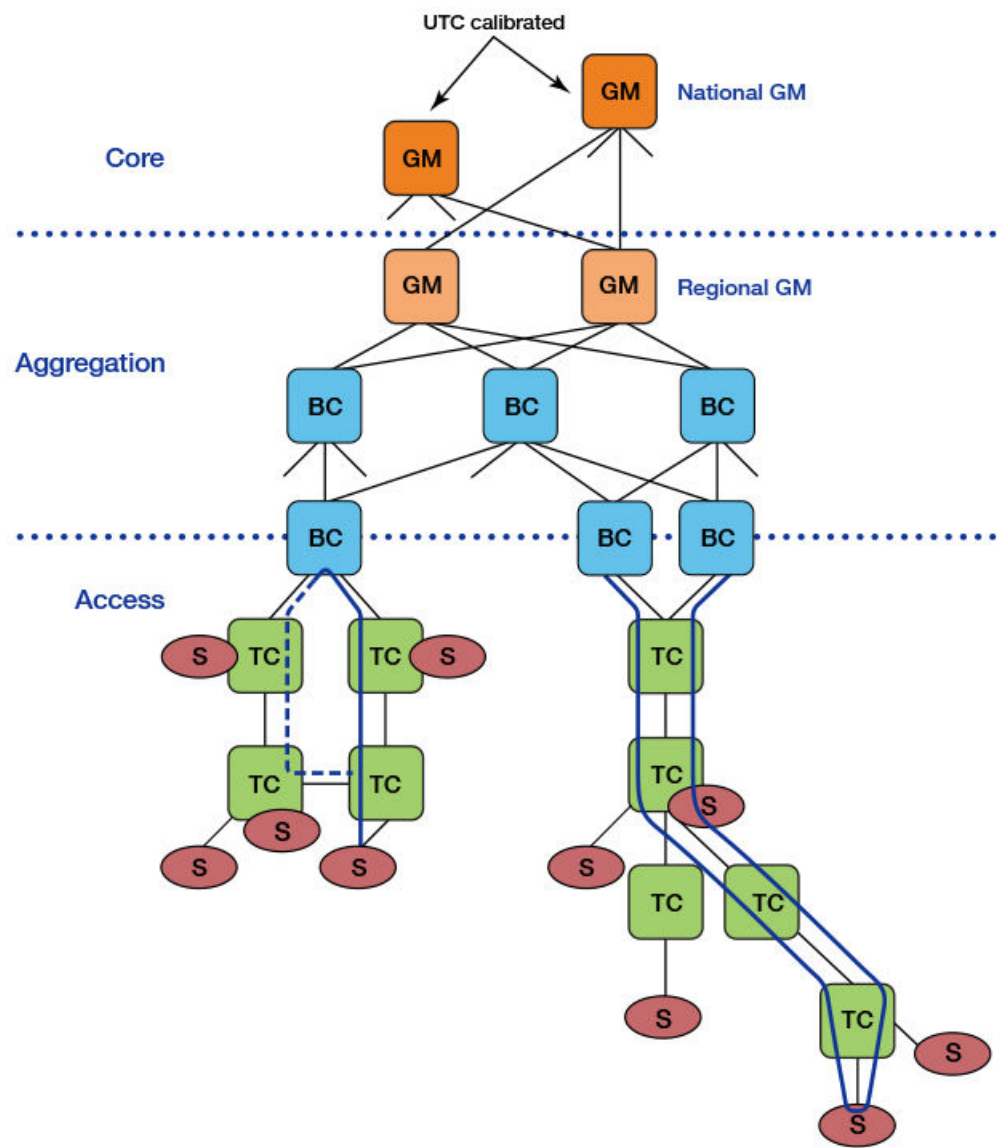 UTC calibrated
GM
National GM
Core
GM
GM
GM
Regional GM
Aggregation
BC
BC
BC
BC
BC
BC
Access
S
TC
TC
S
TC
TC
TC
TC
TC
S
S
S
S
S
TC
TC
S
TC
S
S
S